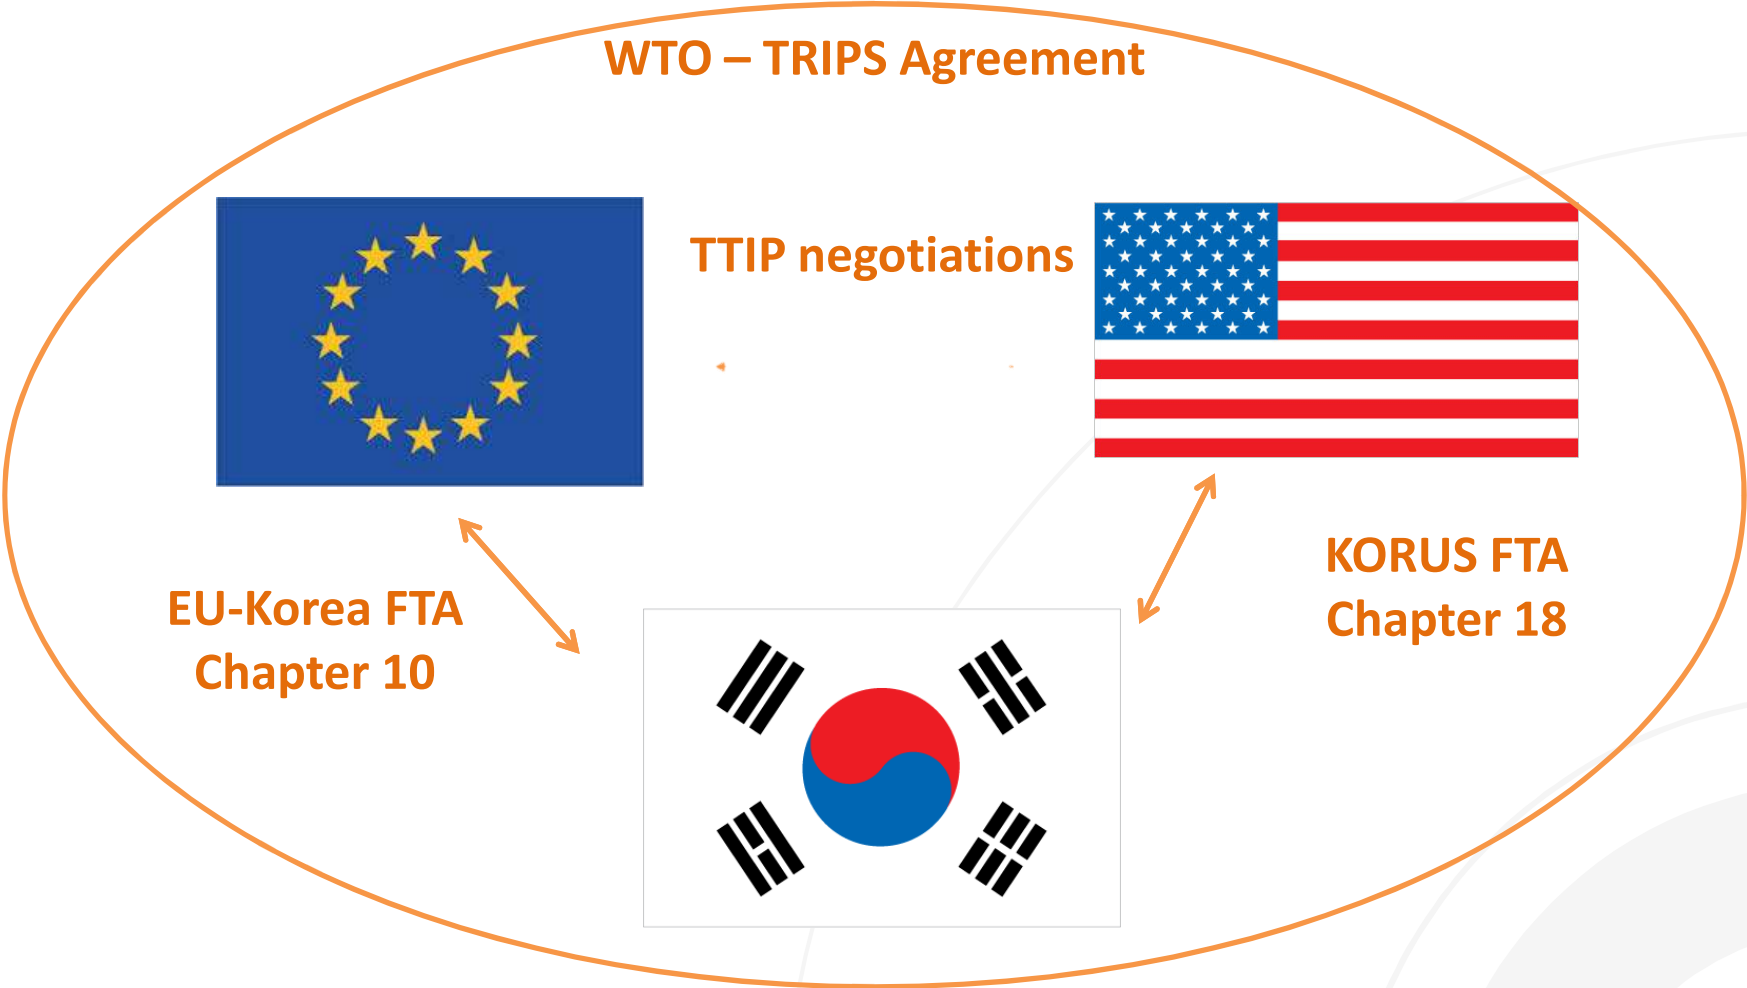 WTO – TRIPS Agreement
TTIP negotiations
EU-Korea FTA
Chapter 10
KORUS FTA
Chapter 18